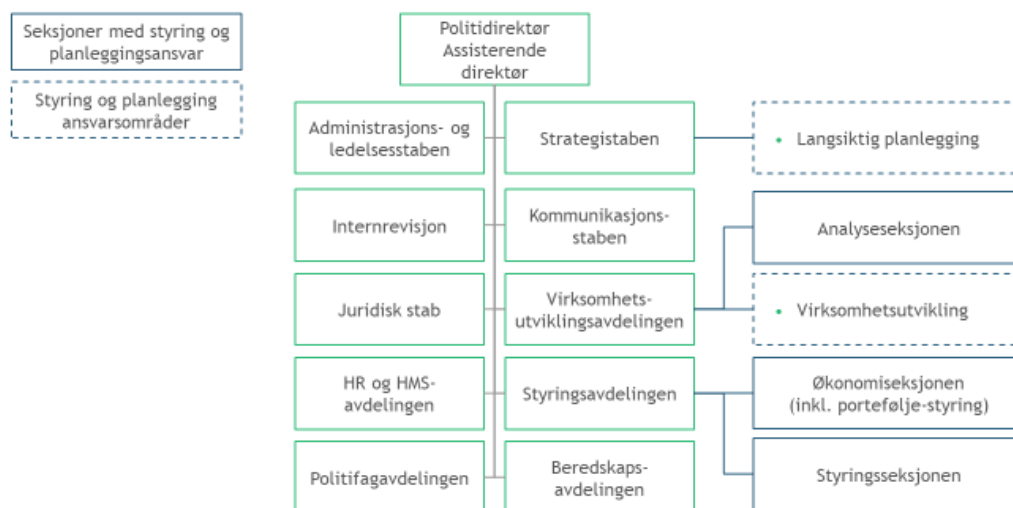 Seksjoner med styring og
planleggingsansvar
Styring og planlegging
ansvarsområder
Politidirektør
Assisterende
direktør
Administrasjons- og
ledelsesstaben
Strategistaben
• Langsiktig planlegging
Internrevisjon
Kommunikasjons-
staben
Analyseseksjonen
Juridisk stab
Virksomhets-
utviklingsavdelingen
• Virksomhetsutvikling
HR og HMS-
avdelingen
Styringsavdelingen
Økonomiseksjonen
(inkl. portefølje-styring)
Politifagavdelingen
Beredskaps-
avdelingen
Styringsseksjonen